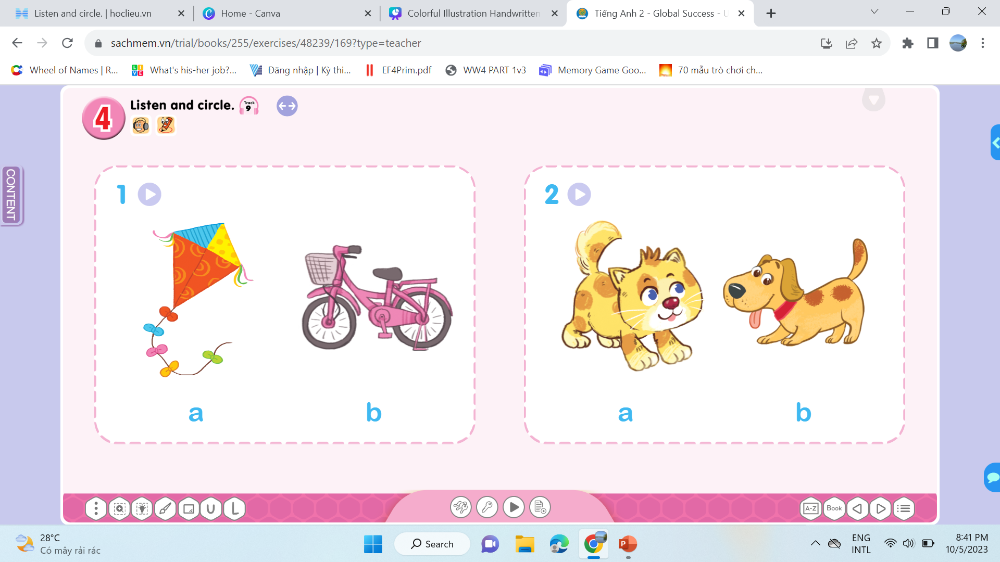 Listen and circle. | hoclieu.vn
Home - Canva
Colorful Illustration Handwritten
Tiếng Anh 2 - Global Success -
sachmem.vn/trial/books/255/exercises/48239/169?type=teacher
Wheel of Names | R...
LIVE
What's his-her job?...
Đăng nhập | Kỳ thi...
EF4Prim.pdf
WW4 PART 1v3
Memory Game Goo...
70 mẫu trò chơi ch...
4
Listen and circle.
Track
9
CONTENT
1
2
a
b
a
b
U
L
A-Z
Book
28°C
Có mây rải rác
Search
P
ENG
INTL
8:41 PM
10/5/2023